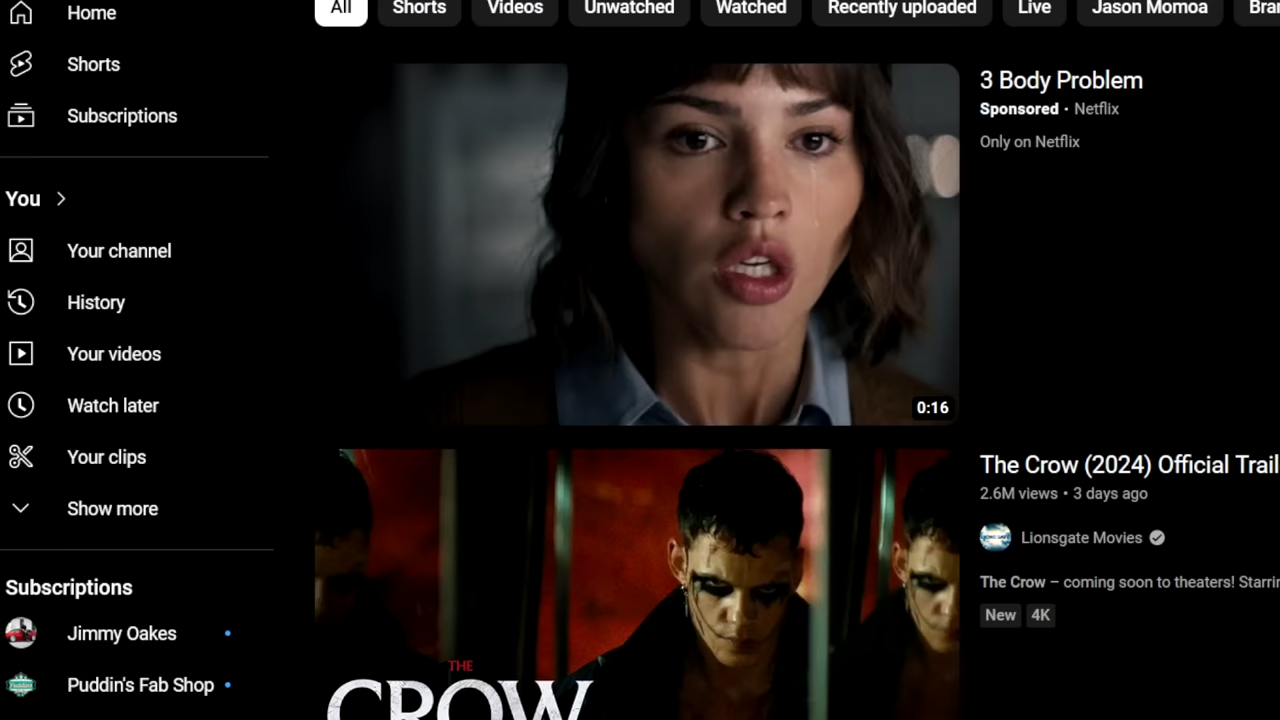 Home
Shorts
Subscriptions
You
Your channel
History
Your videos
Watch later
Your clips
Show more
Subscriptions
Jimmy Oakes
Puddin's Fab Shop
All
Shorts
Videos
Unwatched
Watched
Recently uploaded
Live
Jason Momoa
3 Body Problem
Sponsored · Netflix
Only on Netflix
0:16
The Crow (2024) Official
2.6M views · 3 days ago
Lionsgate Movies
The Crow – coming soon to theaters!
New
4K
THE
CROW